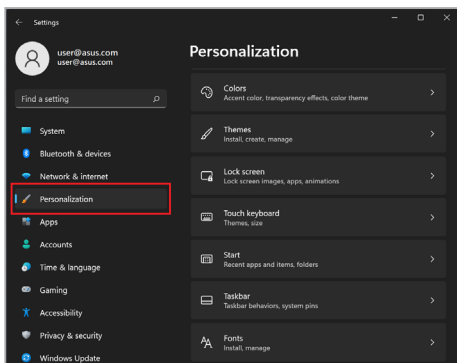 Settings
user@asus.com
user@asus.com
Find a setting
System
Bluetooth & devices
Network & internet
Personalization
Apps
Accounts
Time & language
Gaming
Accessibility
Privacy & security
Windows Update
Personalization
Colors
Accent color, transparency effects, color theme
Themes
Install, create, manage
Lock screen
Lock screen images, apps, animations
Touch keyboard
Themes, size
Start
Recent apps and items, folders
Taskbar
Taskbar behaviors, system pins
Fonts
Install, manage